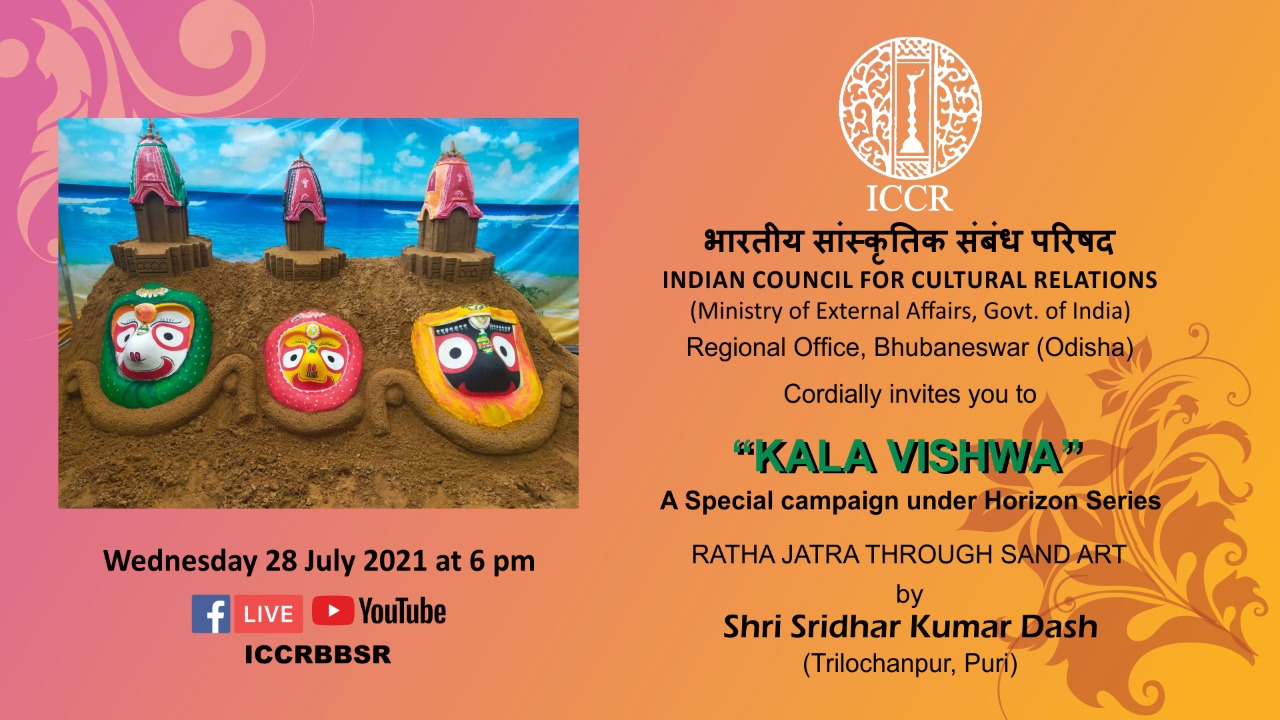 ICCR
भारतीय सांस्कृतिक संबंध परिषद
INDIAN COUNCIL FOR CULTURAL RELATIONS
(Ministry of External Affairs, Govt. of India)
Regional Office, Bhubaneswar (Odisha)
Cordially invites you to
“KALA VISHWA”
A Special campaign under Horizon Series
RATHA JATRA THROUGH SAND ART
by
Shri Sridhar Kumar Dash
(Trilochanpur, Puri)
Wednesday 28 July 2021 at 6 pm
f LIVE YouTube
ICCRBBSR